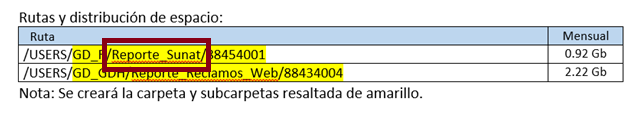 Rutas y distribución de espacio:
Ruta Mensual
/USERS/GD_F/Reporte_Sunat/88454001 0.92 Gb
/USERS/GD_GDH/Reporte_Reclamos_Web/88434004 2.22 Gb
Nota: Se creará la carpeta y subcarpetas resaltada de amarillo.